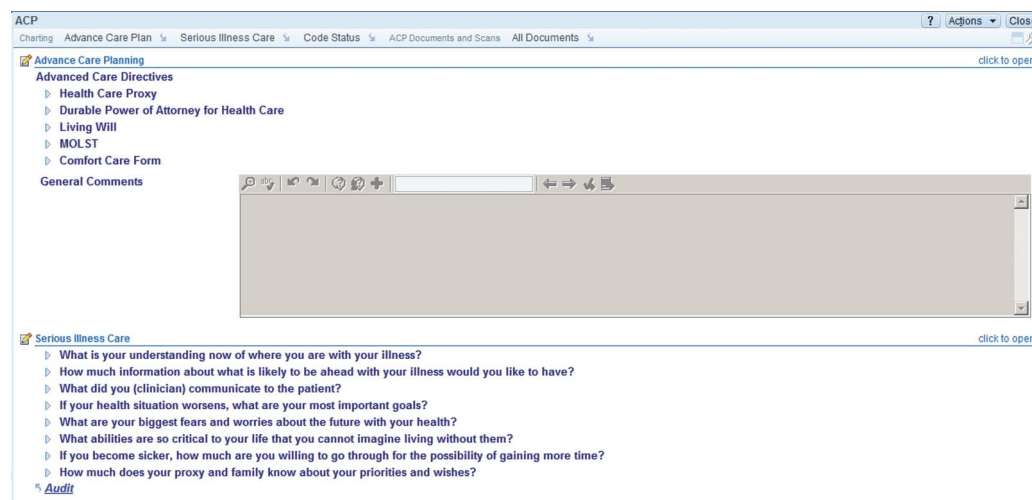 ACP ? Actions Clos
Charting Advance Care Plan Serious Illness Care Code Status ACP Documents and Scans All Documents
Advance Care Planning click to open
Advanced Care Directives
Health Care Proxy
Durable Power of Attorney for Health Care
Living Will
MOLST
Comfort Care Form
General Comments abc
Serious Illness Care click to open
What is your understanding now of where you are with your illness?
How much information about what is likely to be ahead with your illness would you like to have?
What did you (clinician) communicate to the patient?
If your health situation worsens, what are your most important goals?
What are your biggest fears and worries about the future with your health?
What abilities are so critical to your life that you cannot imagine living without them?
If you become sicker, how much are you willing to go through for the possibility of gaining more time?
How much does your proxy and family know about your priorities and wishes?
Audit